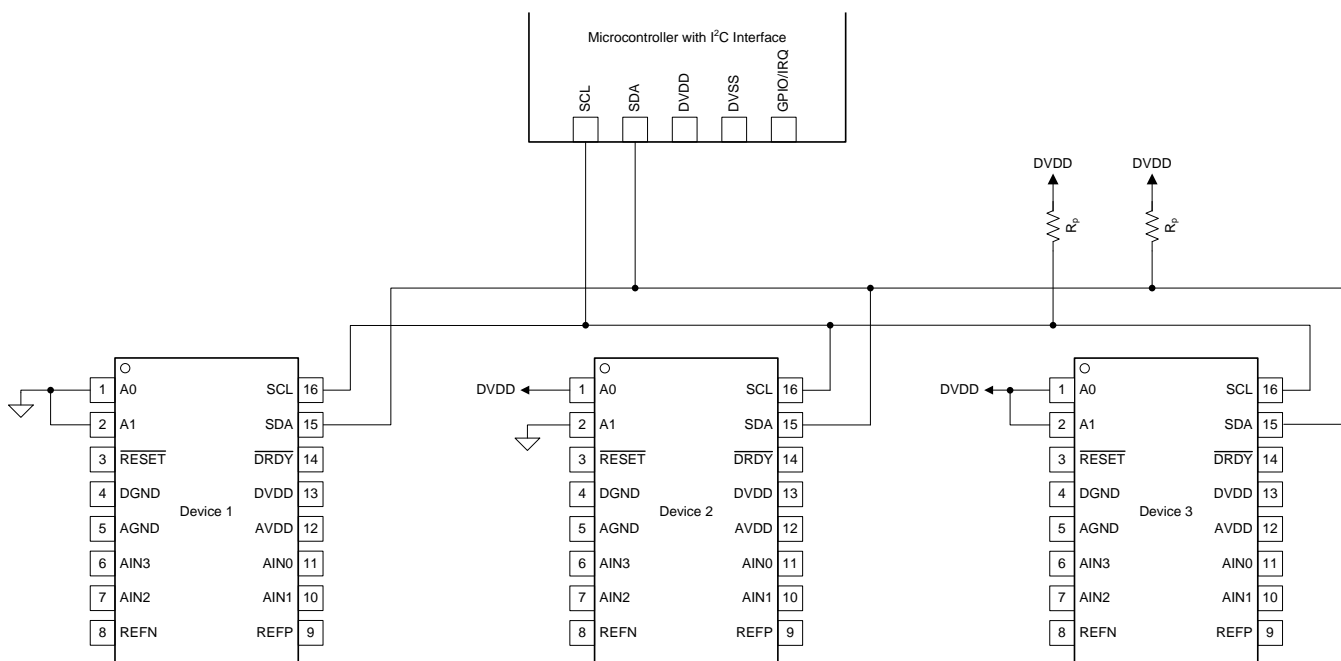 Microcontroller with I²C Interface
SCL
SDA
DVDD
DVSS
GPIO/IRQ
DVDD
DVDD
Rp
Rp
1 A0 SCL 16
2 A1 SDA 15
3 RESET DRDY 14
4 DGND DVDD 13
Device 1
5 AGND AVDD 12
6 AIN3 AIN0 11
7 AIN2 AIN1 10
8 REFN REFP 9
DVDD
1 A0 SCL 16
2 A1 SDA 15
3 RESET DRDY 14
4 DGND DVDD 13
Device 2
5 AGND AVDD 12
6 AIN3 AIN0 11
7 AIN2 AIN1 10
8 REFN REFP 9
DVDD
1 A0 SCL 16
2 A1 SDA 15
3 RESET DRDY 14
4 DGND DVDD 13
Device 3
5 AGND AVDD 12
6 AIN3 AIN0 11
7 AIN2 AIN1 10
8 REFN REFP 9